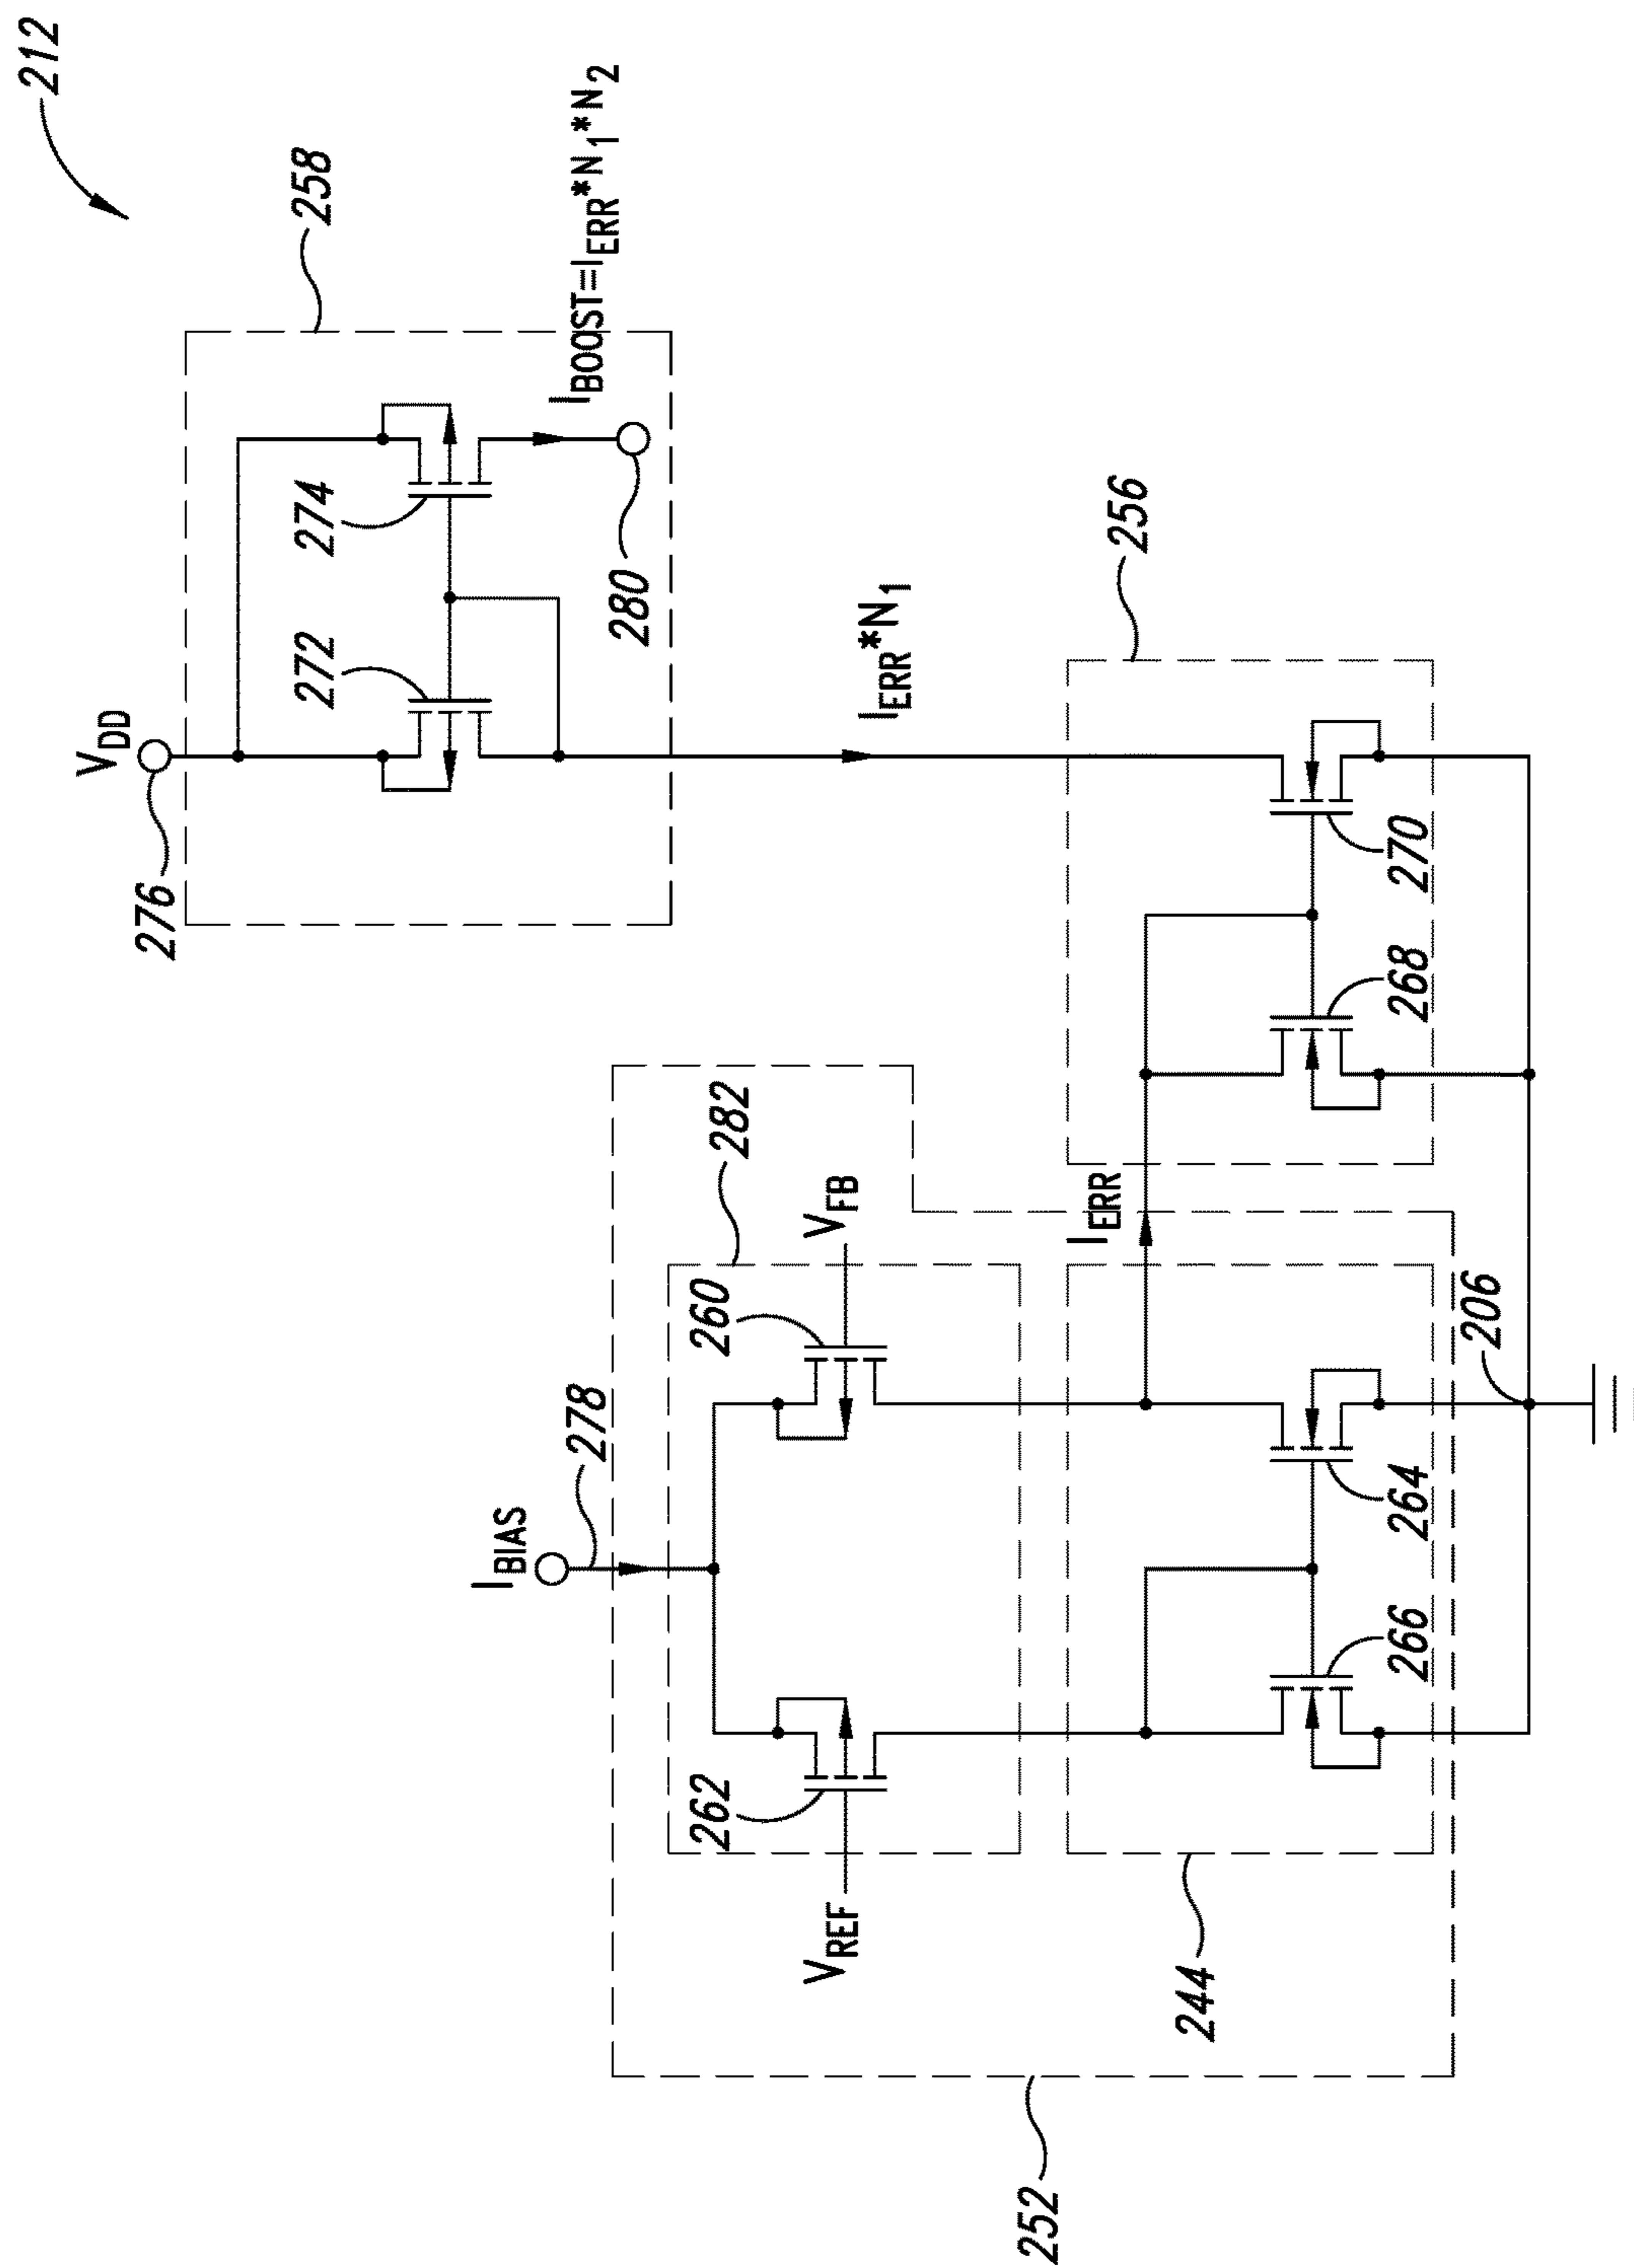 212
258
V_DD
276
272
274
I_BOOST=I_ERR*N_1*N_2
280
I_ERR*N_1
256
270
268
I_BIAS
278
282
260
V_FB
262
V_REF
I_ERR
264
266
206
244
252